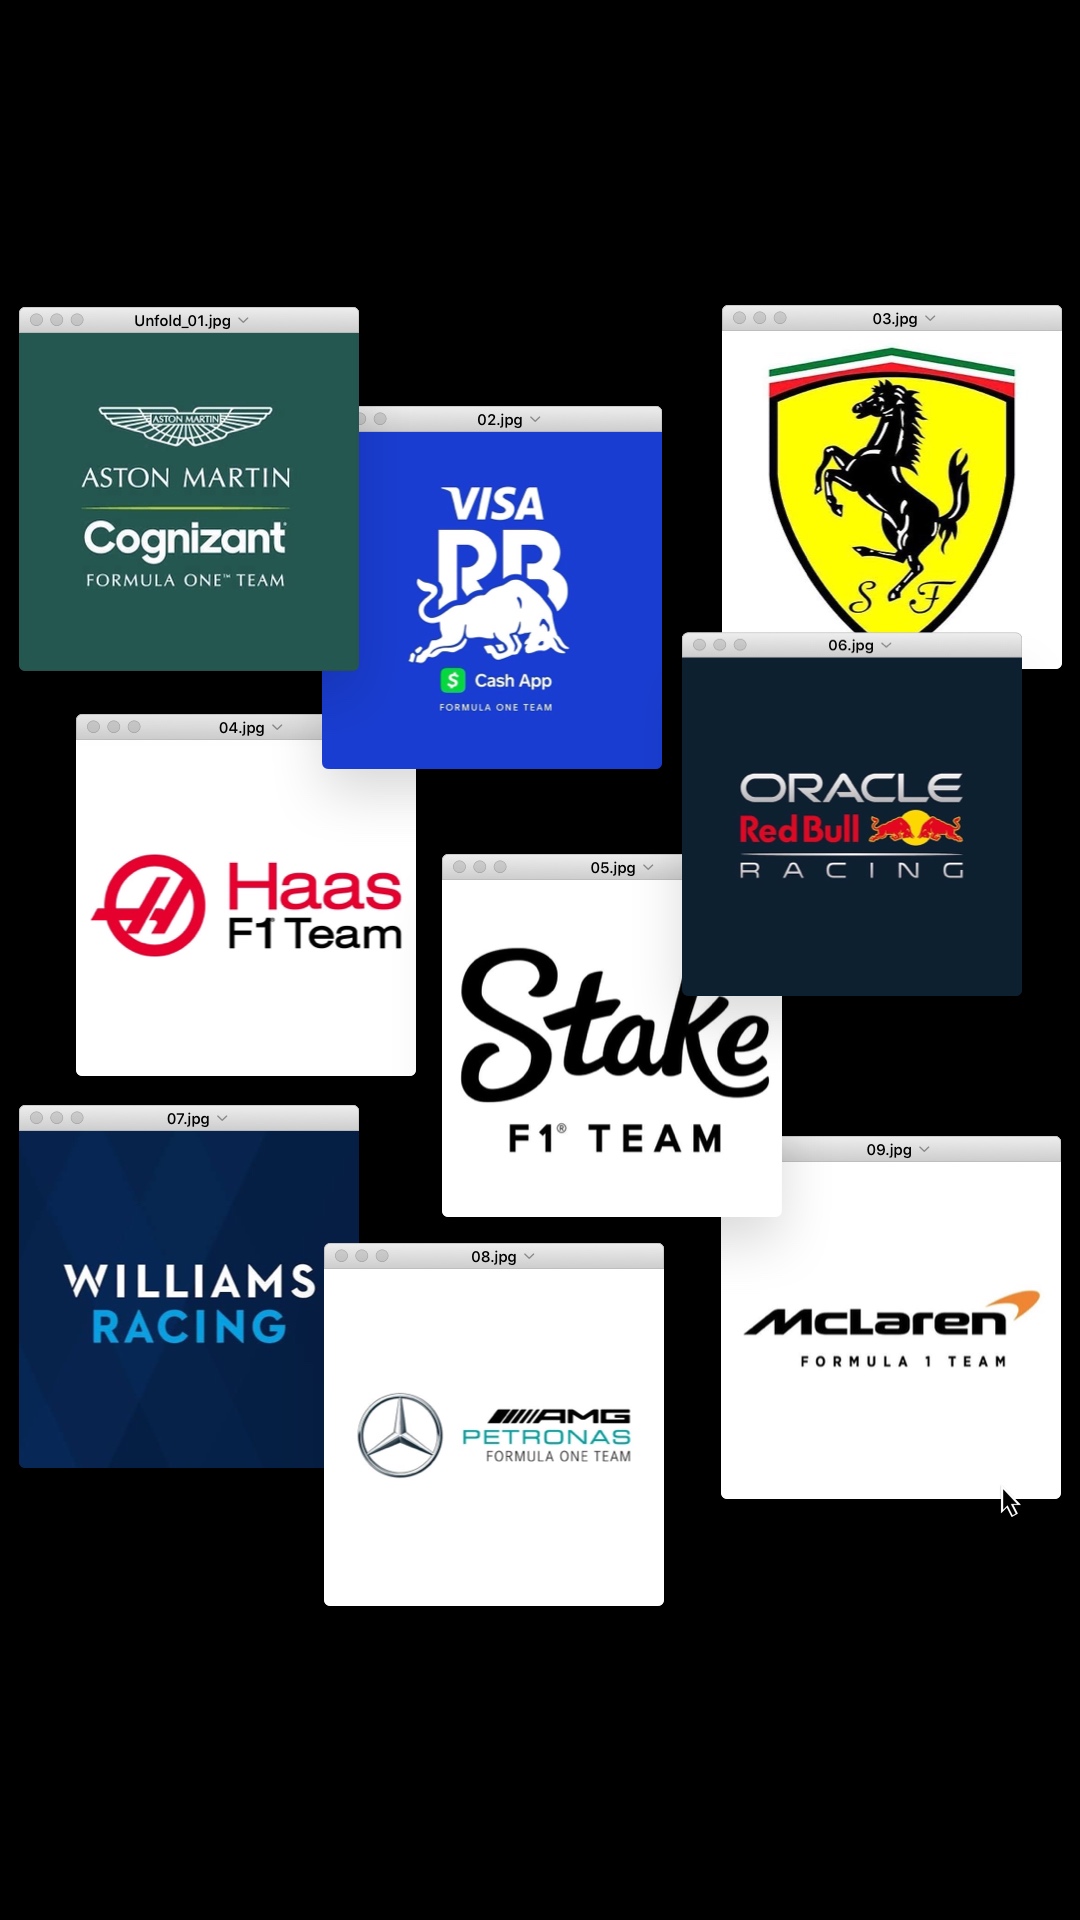 Unfold_01.jpg
ASTON MARTIN
ASTON MARTIN
Cognizant
FORMULA ONE™ TEAM
02.jpg
VISA
RB
$ Cash App
FORMULA ONE TEAM
03.jpg
S F
04.jpg
Haas
F1 Team
05.jpg
Stake
F1® TEAM
06.jpg
ORACLE
Red Bull
RACING
07.jpg
WILLIAMS
RACING
08.jpg
AMG
PETRONAS
FORMULA ONE TEAM
09.jpg
McLaren
FORMULA 1 TEAM